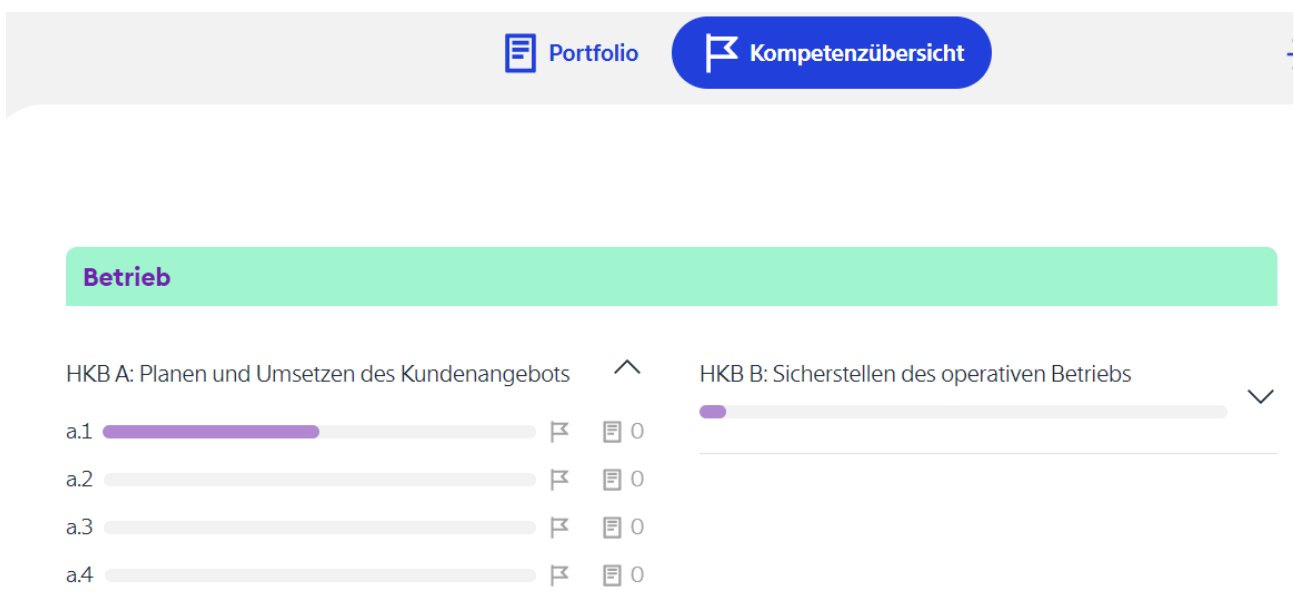 Portfolio
Kompetenzübersicht
Betrieb
HKB A: Planen und Umsetzen des Kundenangebots
a.1 0
a.2 0
a.3 0
a.4 0
HKB B: Sicherstellen des operativen Betriebs